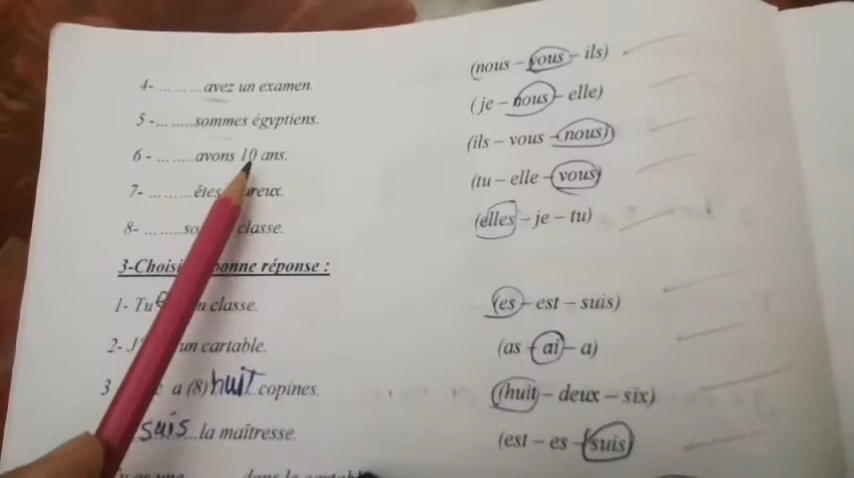 4- ... ... ...avez un examen. (nous – vous – ils)
5 -... ......sommes égyptiens. (je – nous – elle)
6 - ... ......avons 10 ans. (ils – vous – nous)
7- ... ... ... êtes reux. (tu – elle – vous)
8- ... ...... classe. (elles – je – tu)
3-Choisi bonne réponse :
1- Tu classe. (es – est – suis)
2- un cartable. (as – ai – a)
3 a (8) huit copines. (huit – deux – six)
suis...la maîtresse. (est – es – suis)